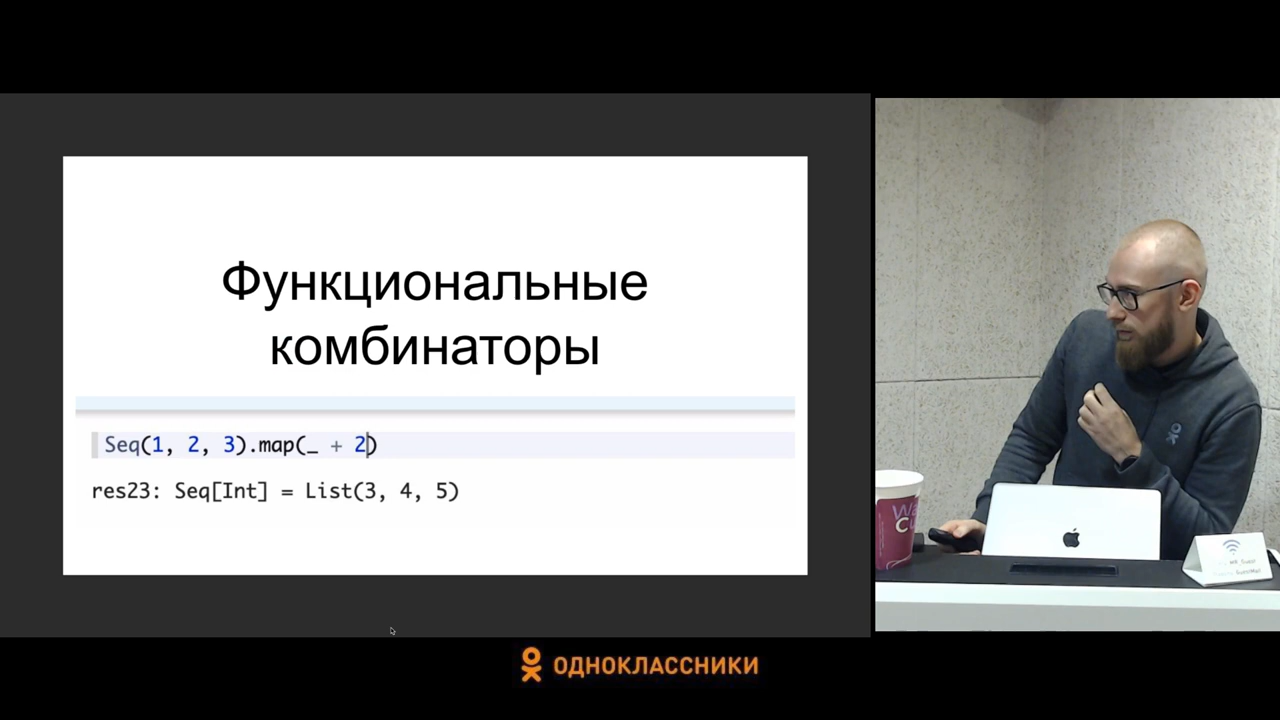 Функциональные
комбинаторы
Seq(1, 2, 3).map(_ + 2)
res23: Seq[Int] = List(3, 4, 5)
ОДНОКЛАССНИКИ